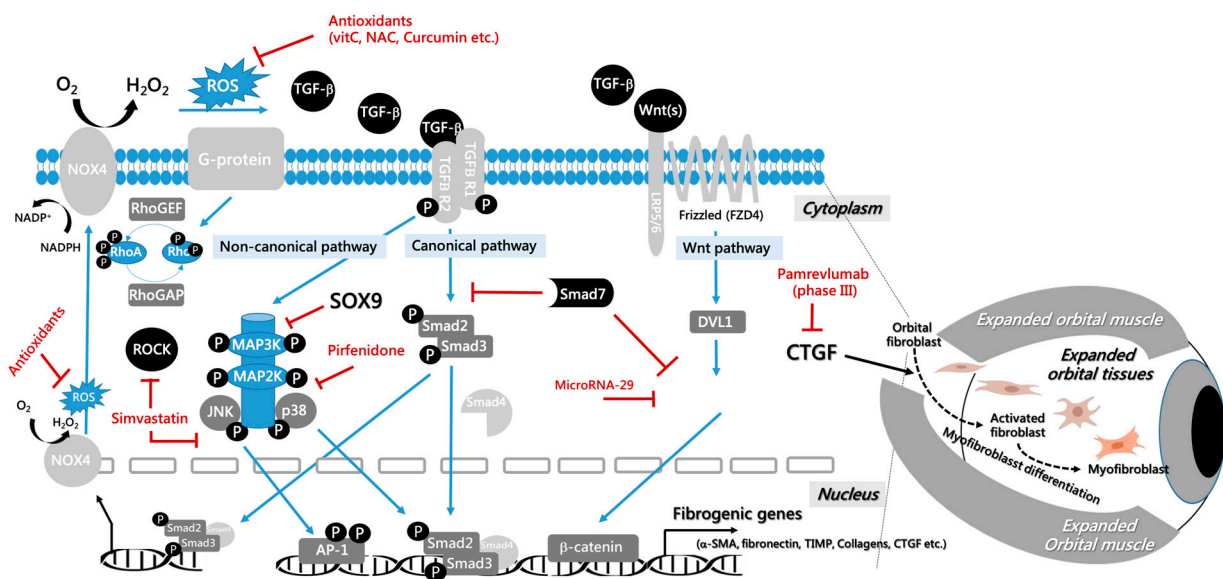 Antioxidants
(vitC, NAC, Curcumin etc.)
O2
H2O2
ROS
TGF-β
TGF-β
TGF-β
TGF-β
Wnt(s)
NOX4
G-protein
TGFB R2
TGFB R1
LRP5/6
P
P
Frizzled (FZD4)
Cytoplasm
NADP+
NADPH
RhoGEF
P
P
P
RhoA
P
P
Rho
RhoGAP
Non-canonical pathway
Canonical pathway
Wnt pathway
Pamrevlumab
(phase III)
SOX9
Smad7
DVL1
CTGF
Orbital
fibroblast
Expanded orbital muscle
Expanded
orbital tissues
Antioxidants
ROCK
P
MAP3K
P
P
MAP2K
P
Pirfenidone
P
Smad2
Smad3
P
MicroRNA-29
ROS
O2
H2O2
Simvastatin
JNK
p38
P
P
Smad4
NOX4
Activated
fibroblast
Myofibroblast
Myofibroblasst differentiation
Nucleus
Expanded
Orbital muscle
P
Smad2
Smad3
Smad4
P
P
P
AP-1
P
Smad2
Smad3
Smad4
P
β-catenin
Fibrogenic genes
(α-SMA, fibronectin, TIMP, Collagens, CTGF etc.)